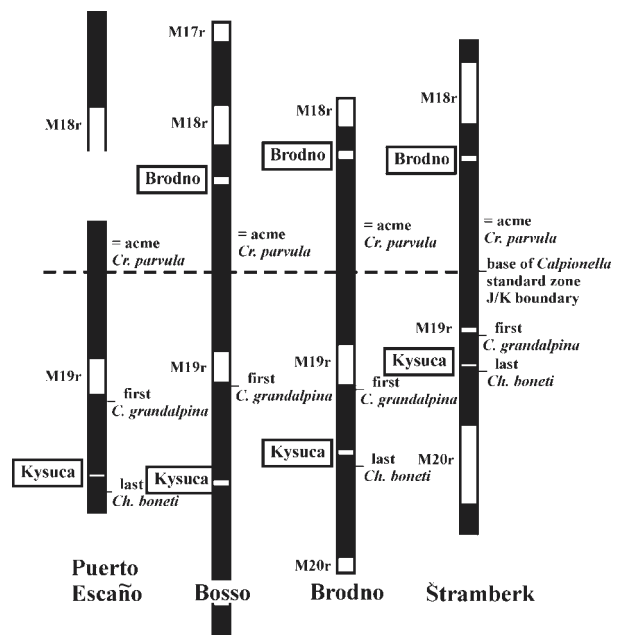 M17r
M18r
M18r
M18r
M18r
Brodno
Brodno
Brodno
= acme
Cr. parvula
= acme
Cr. parvula
= acme
Cr. parvula
= acme
Cr. parvula
base of Calpionella
standard zone
J/K boundary
M19r
first
C. grandalpina
M19r
first
C. grandalpina
M19r
first
C. grandalpina
M19r
first
C. grandalpina
Kysuca
last
Ch. boneti
Kysuca
last
Ch. boneti
Kysuca
Kysuca
last
Ch. boneti
M20r
M20r
Puerto
Escaño
Bosso
Brodno
Štramberk